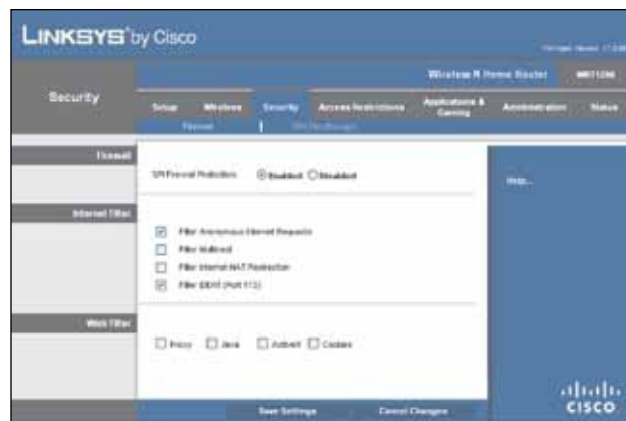 LINKSYS by Cisco
Wireless-N Home Router
Security
Setup Wireless Security Access Restrictions Applications & Gaming Administration Status
Firewall
Firewall
SPI Firewall Protection: Enabled Disabled
Help...
Internet Filter
Filter Anonymous Internet Requests
Filter Multicast
Filter Internet NAT Redirection
Filter IDENT (Port 113)
Web Filter
Proxy Java ActiveX Cookies
Save Settings Cancel Changes
CISCO